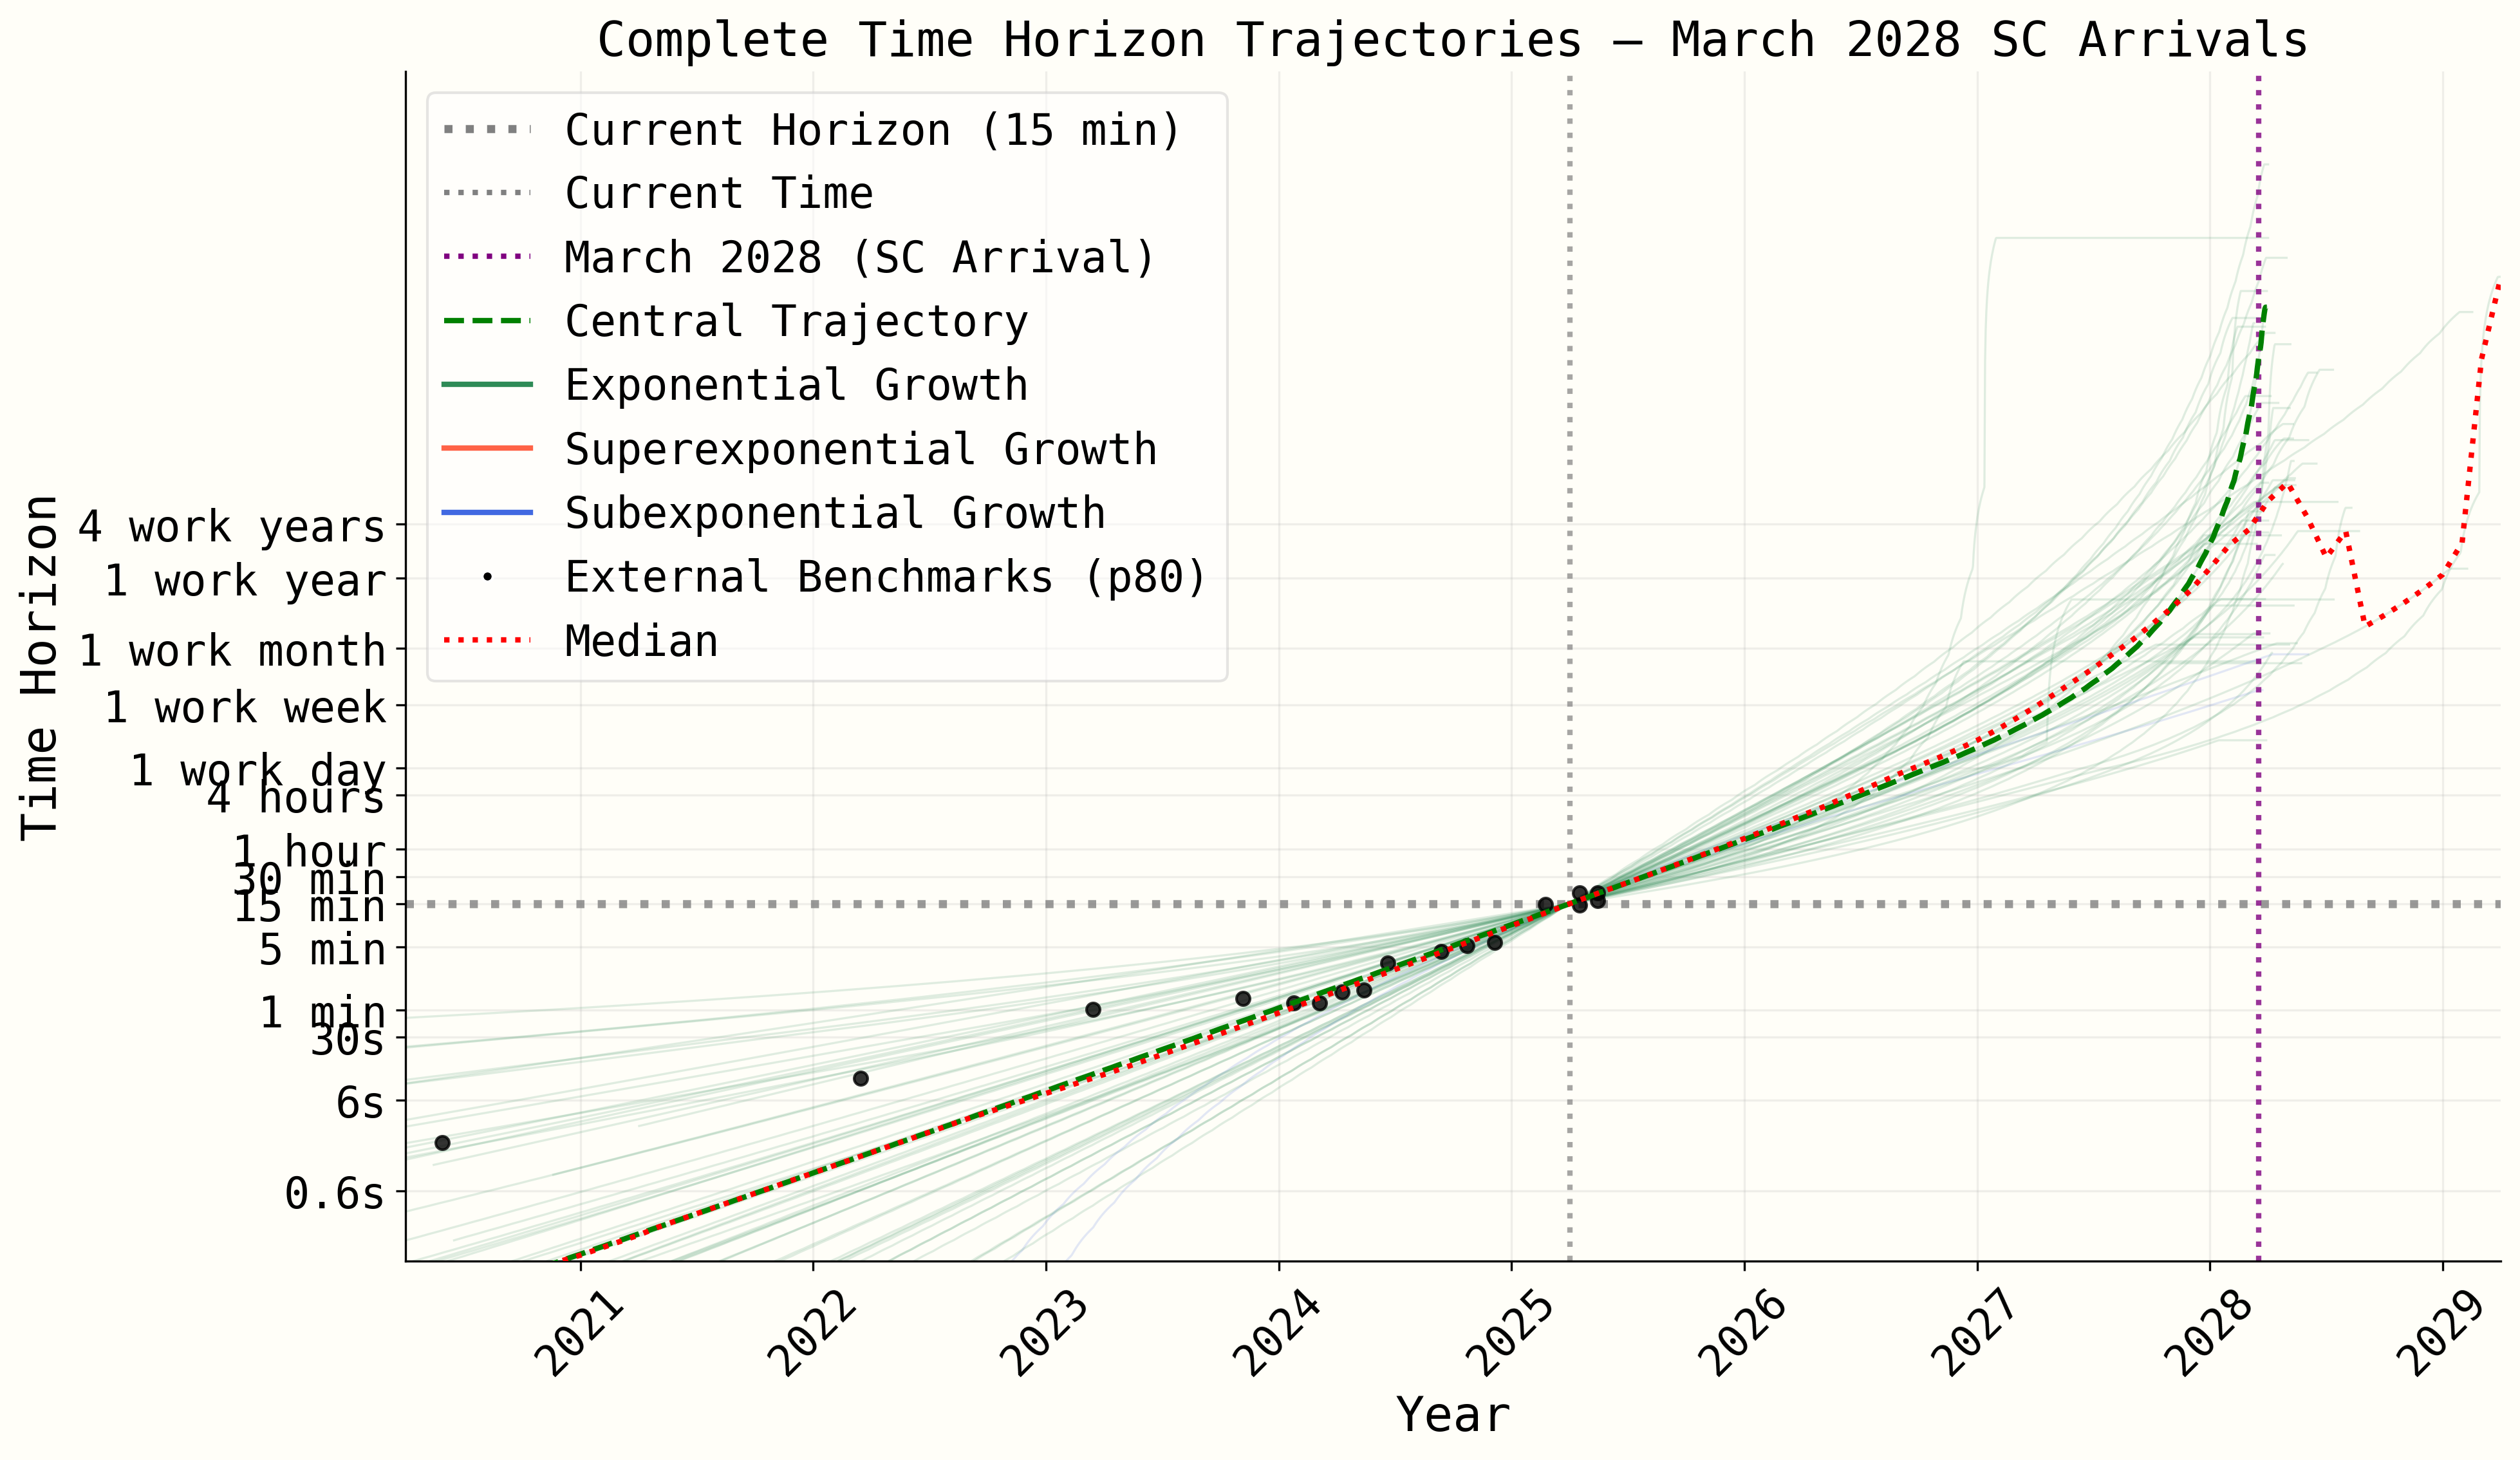 Complete Time Horizon Trajectories — March 2028 SC Arrivals
Current Horizon (15 min)
Current Time
March 2028 (SC Arrival)
Central Trajectory
Exponential Growth
Superexponential Growth
Subexponential Growth
External Benchmarks (p80)
Median
Time Horizon
4 work years
1 work year
1 work month
1 work week
1 work day
4 hours
1 hour
30 min
15 min
5 min
1 min
30s
6s
0.6s
2021
2022
2023
2024
2025
2026
2027
2028
2029
Year